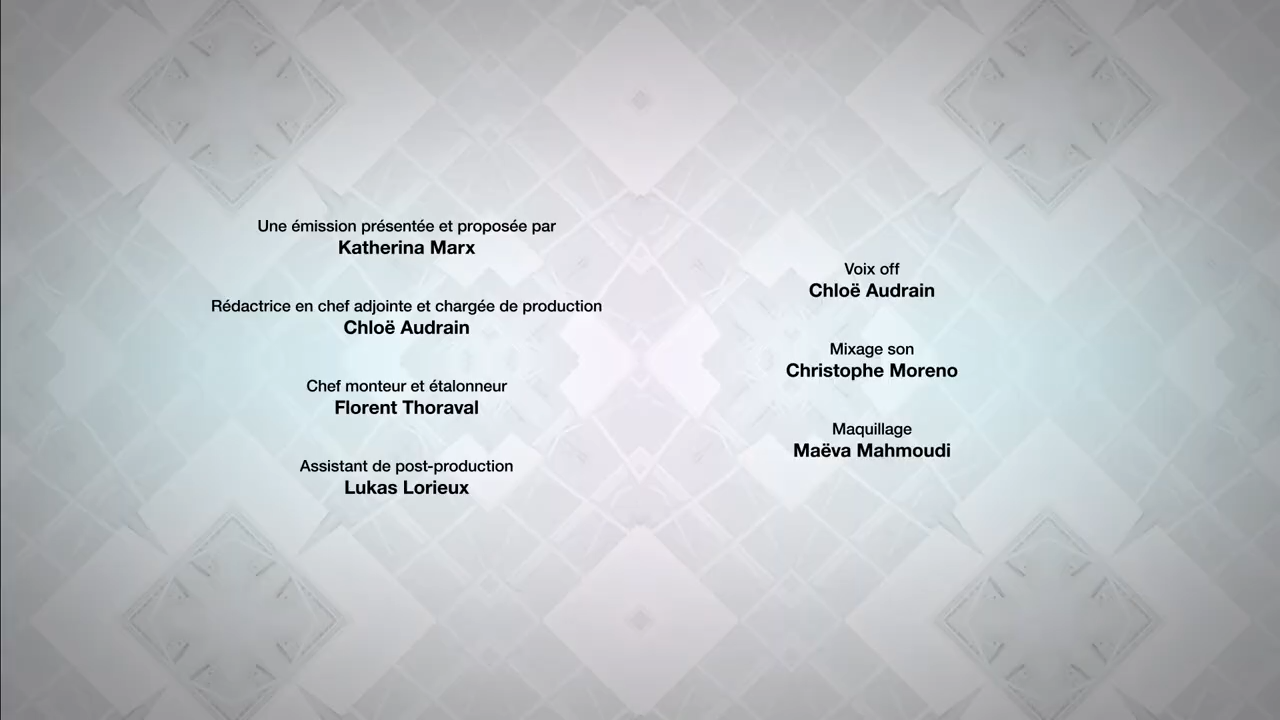 Une émission présentée et proposée par
Katherina Marx
Rédactrice en chef adjointe et chargée de production
Chloë Audrain
Chef monteur et étalonneur
Florent Thoraval
Assistant de post-production
Lukas Lorieux
Voix off
Chloë Audrain
Mixage son
Christophe Moreno
Maquillage
Maëva Mahmoudi